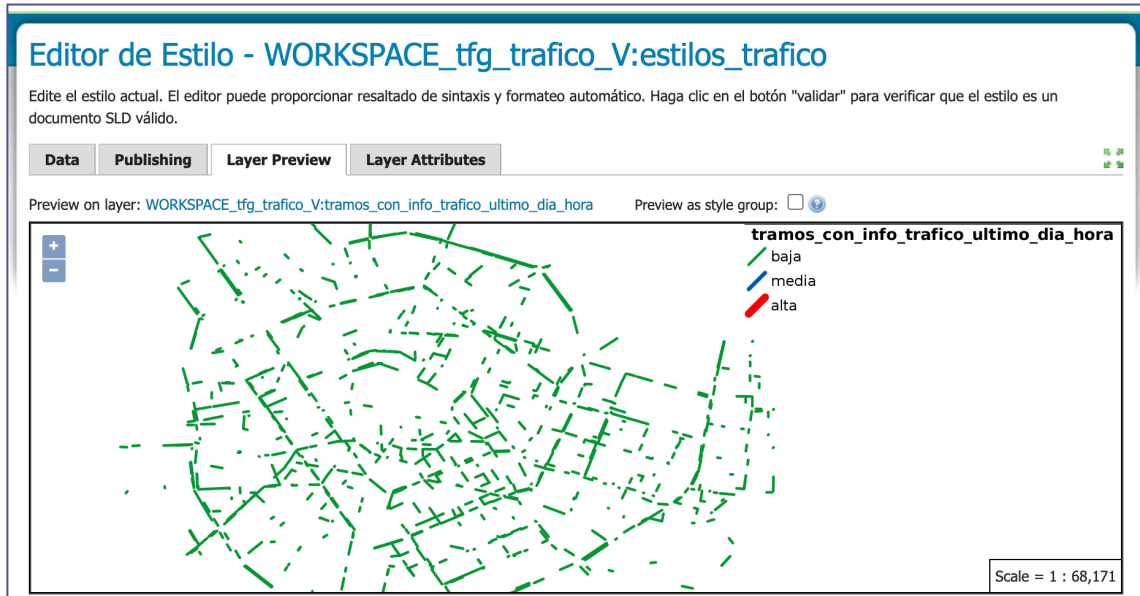 Editor de Estilo - WORKSPACE_tfg_trafico_V:estilos_trafico
Edite el estilo actual. El editor puede proporcionar resaltado de sintaxis y formateo automático. Haga clic en el botón "validar" para verificar que el estilo es un
documento SLD válido.
Data Publishing Layer Preview Layer Attributes
Preview on layer: WORKSPACE_tfg_trafico_V:tramos_con_info_trafico_ultimo_dia_hora Preview as style group: ?
+
−
tramos_con_info_trafico_ultimo_dia_hora
baja
media
alta
Scale = 1 : 68,171